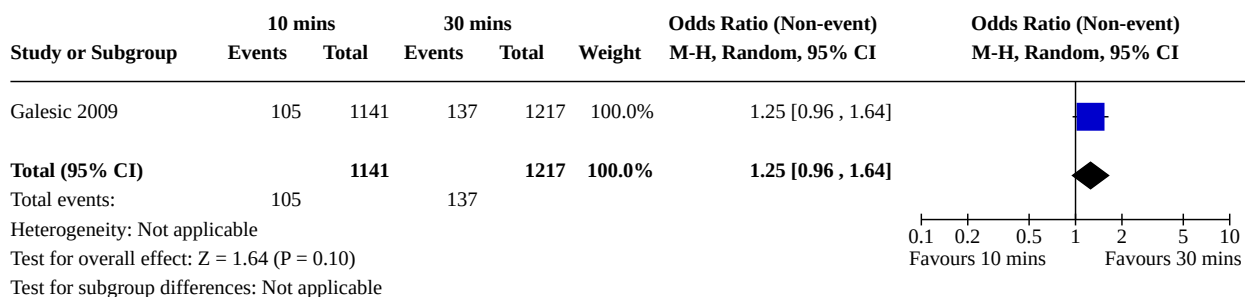 10 mins 30 mins Odds Ratio (Non-event) Odds Ratio (Non-event)
Study or Subgroup Events Total Events Total Weight M-H, Random, 95% CI M-H, Random, 95% CI
Galesic 2009 105 1141 137 1217 100.0% 1.25 [0.96 , 1.64]
Total (95% CI) 1141 1217 100.0% 1.25 [0.96 , 1.64]
Total events: 105 137
Heterogeneity: Not applicable
0.1 0.2 0.5 1 2 5 10
Test for overall effect: Z = 1.64 (P = 0.10) Favours 10 mins Favours 30 mins
Test for subgroup differences: Not applicable